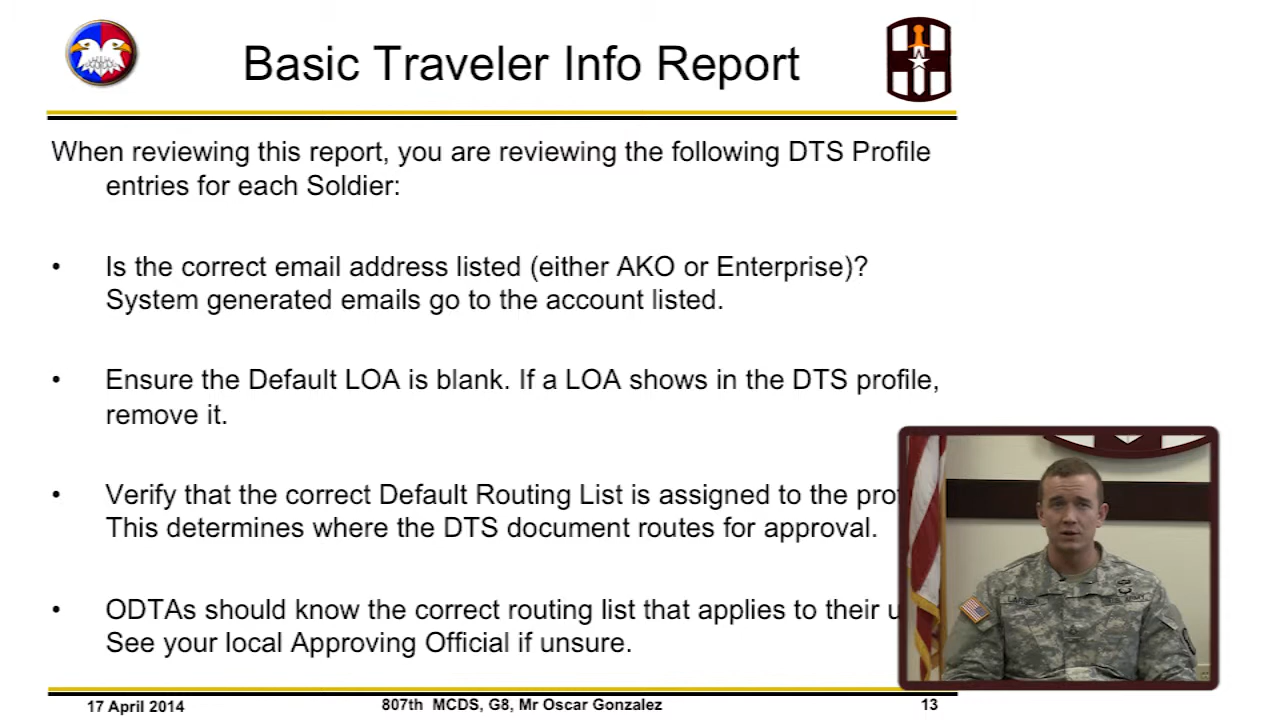 Basic Traveler Info Report
When reviewing this report, you are reviewing the following DTS Profile
entries for each Soldier:
• Is the correct email address listed (either AKO or Enterprise)?
System generated emails go to the account listed.
• Ensure the Default LOA is blank. If a LOA shows in the DTS profile,
remove it.
• Verify that the correct Default Routing List is assigned to the
This determines where the DTS document routes for approval.
• ODTAs should know the correct routing list that applies to their
See your local Approving Official if unsure.
17 April 2014
807th MCDS, G8, Mr Oscar Gonzalez
13